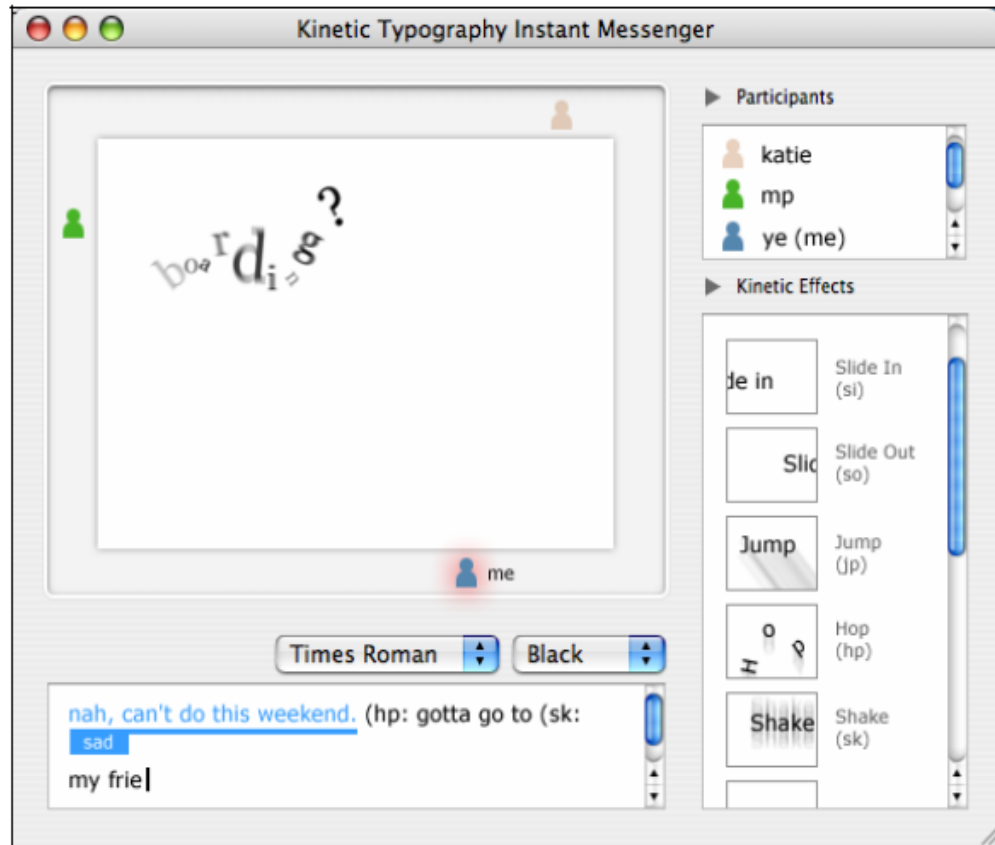 Kinetic Typography Instant Messenger
boarding?
me
Times Roman
Black
nah, can't do this weekend. (hp: gotta go to (sk:
sad
my frie
Participants
katie
mp
ye (me)
Kinetic Effects
de in
Slide In
(si)
Slid
Slide Out
(so)
Jump
Jump
(jp)
Hop
Hop
(hp)
Shake
Shake
(sk)